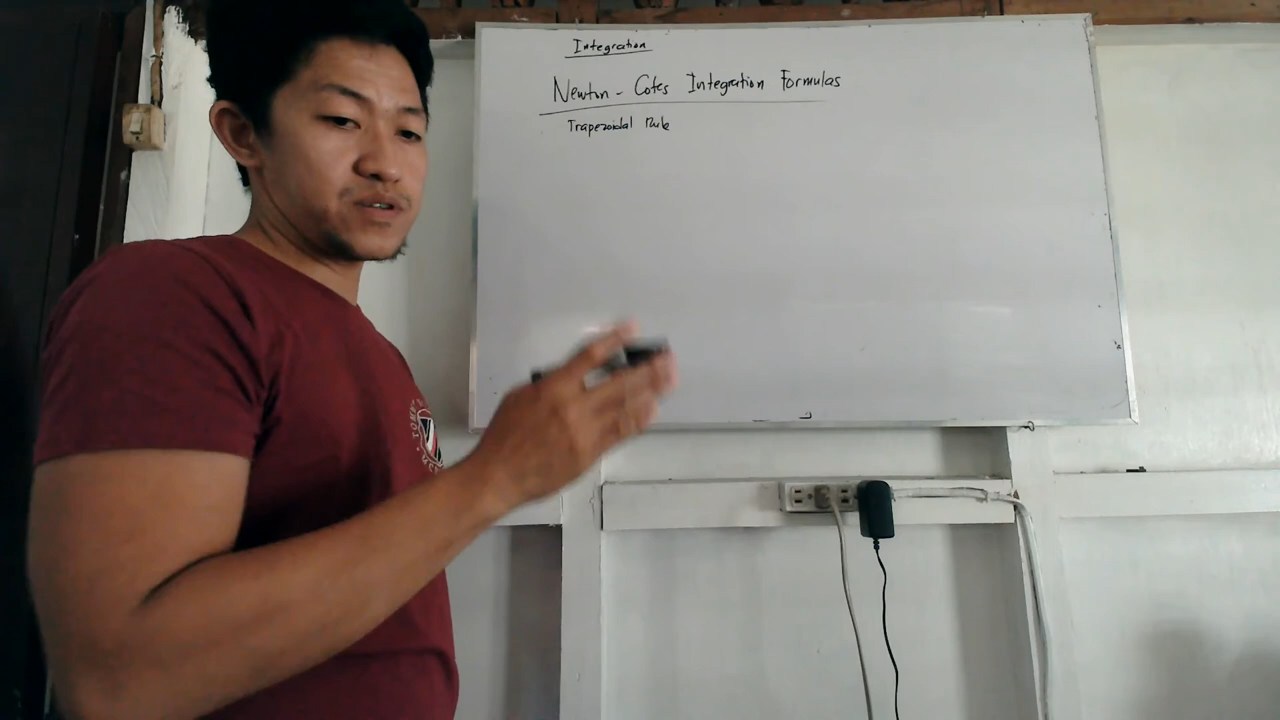 Integration
Newton - Cotes Integration Formulas
Trapezoidal Rule